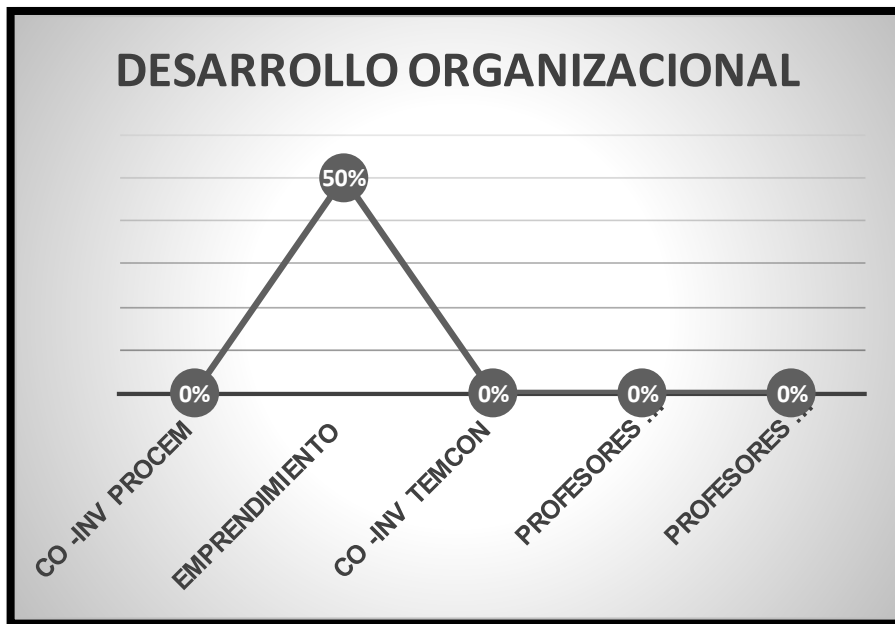 DESARROLLO ORGANIZACIONAL
50%
0%
0%
0%
0%
CO -INV PROCEM
EMPRENDIMIENTO
CO -INV TEMCON
PROFESORES ...
PROFESORES ...